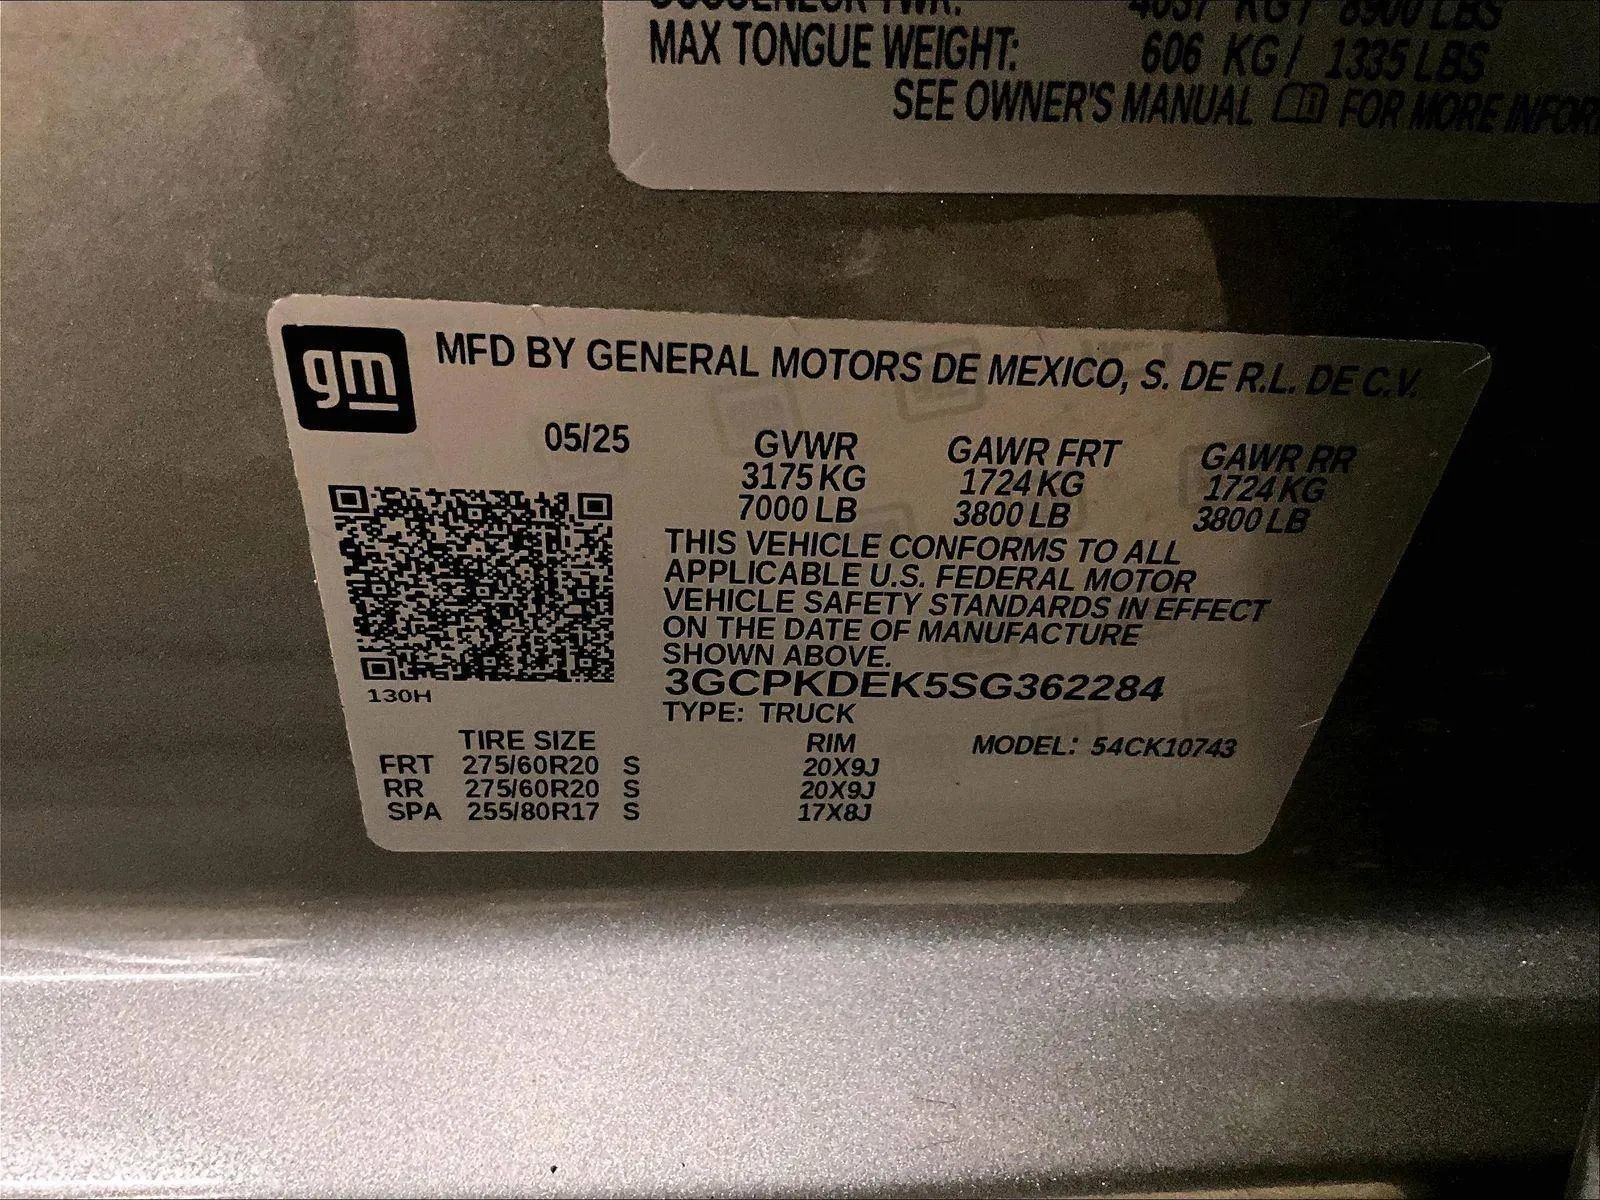 MAX TONGUE WEIGHT: 606 KG/ 1335 LBS
SEE OWNER'S MANUAL FOR MORE
gm
MFD BY GENERAL MOTORS DE MEXICO, S. DE R.L. DE C.V.
05/25 GVWR GAWR FRT GAWR RR
3175 KG 1724 KG 1724 KG
7000 LB 3800 LB 3800 LB
THIS VEHICLE CONFORMS TO ALL
APPLICABLE U.S. FEDERAL MOTOR
VEHICLE SAFETY STANDARDS IN EFFECT
ON THE DATE OF MANUFACTURE
SHOWN ABOVE.
3GCPKDEK5SG362284
130H
TYPE: TRUCK
TIRE SIZE RIM MODEL: 54CK10743
FRT 275/60R20 S 20X9J
RR 275/60R20 S 20X9J
SPA 255/80R17 S 17X8J